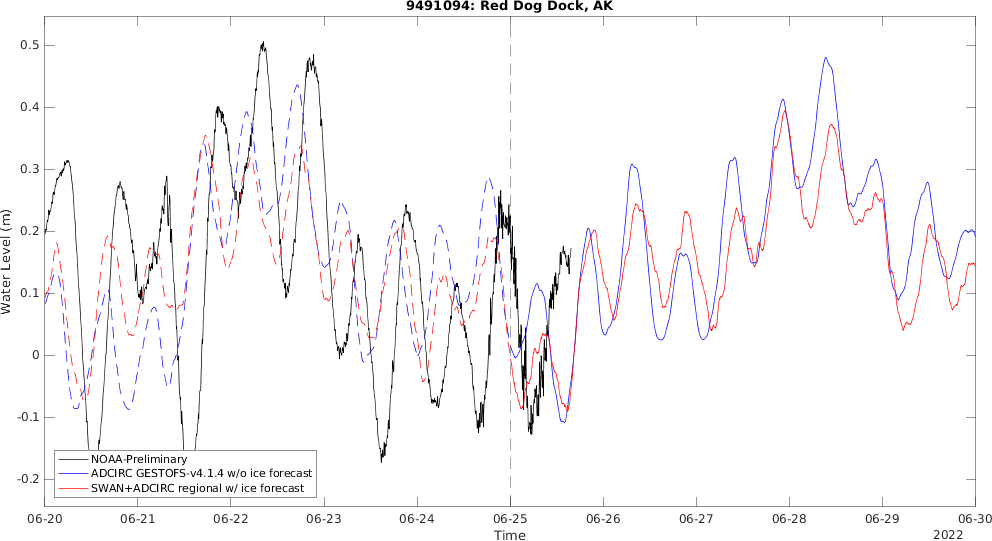 9491094: Red Dog Dock, AK
Water Level (m)
0.5
0.4
0.3
0.2
0.1
0
-0.1
-0.2
NOAA-Preliminary
ADCIRC GESTOFS-v4.1.4 w/o ice forecast
SWAN+ADCIRC regional w/ ice forecast
06-20 06-21 06-22 06-23 06-24 06-25 06-26 06-27 06-28 06-29 06-30
Time
2022